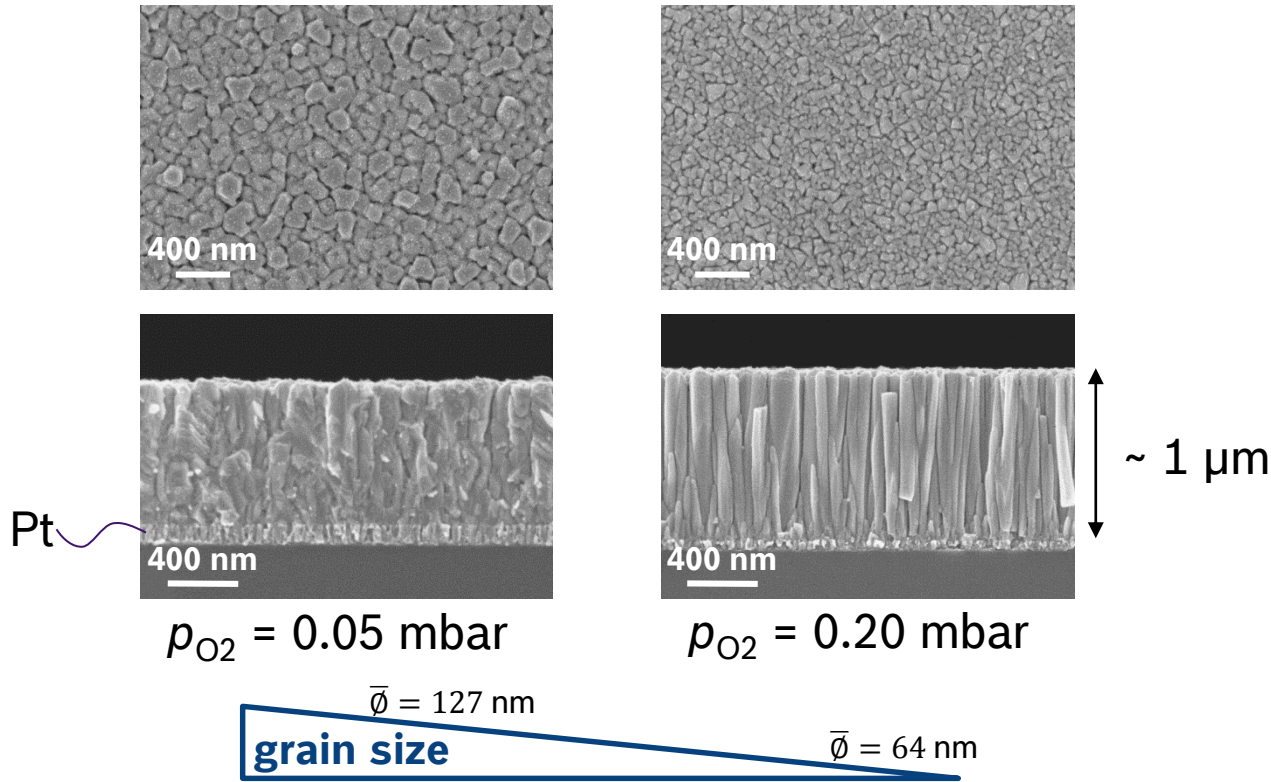 400 nm
400 nm
~ 1 µm
Pt
400 nm
400 nm
pO2 = 0.05 mbar
pO2 = 0.20 mbar
∅̅ = 127 nm
grain size
∅̅ = 64 nm